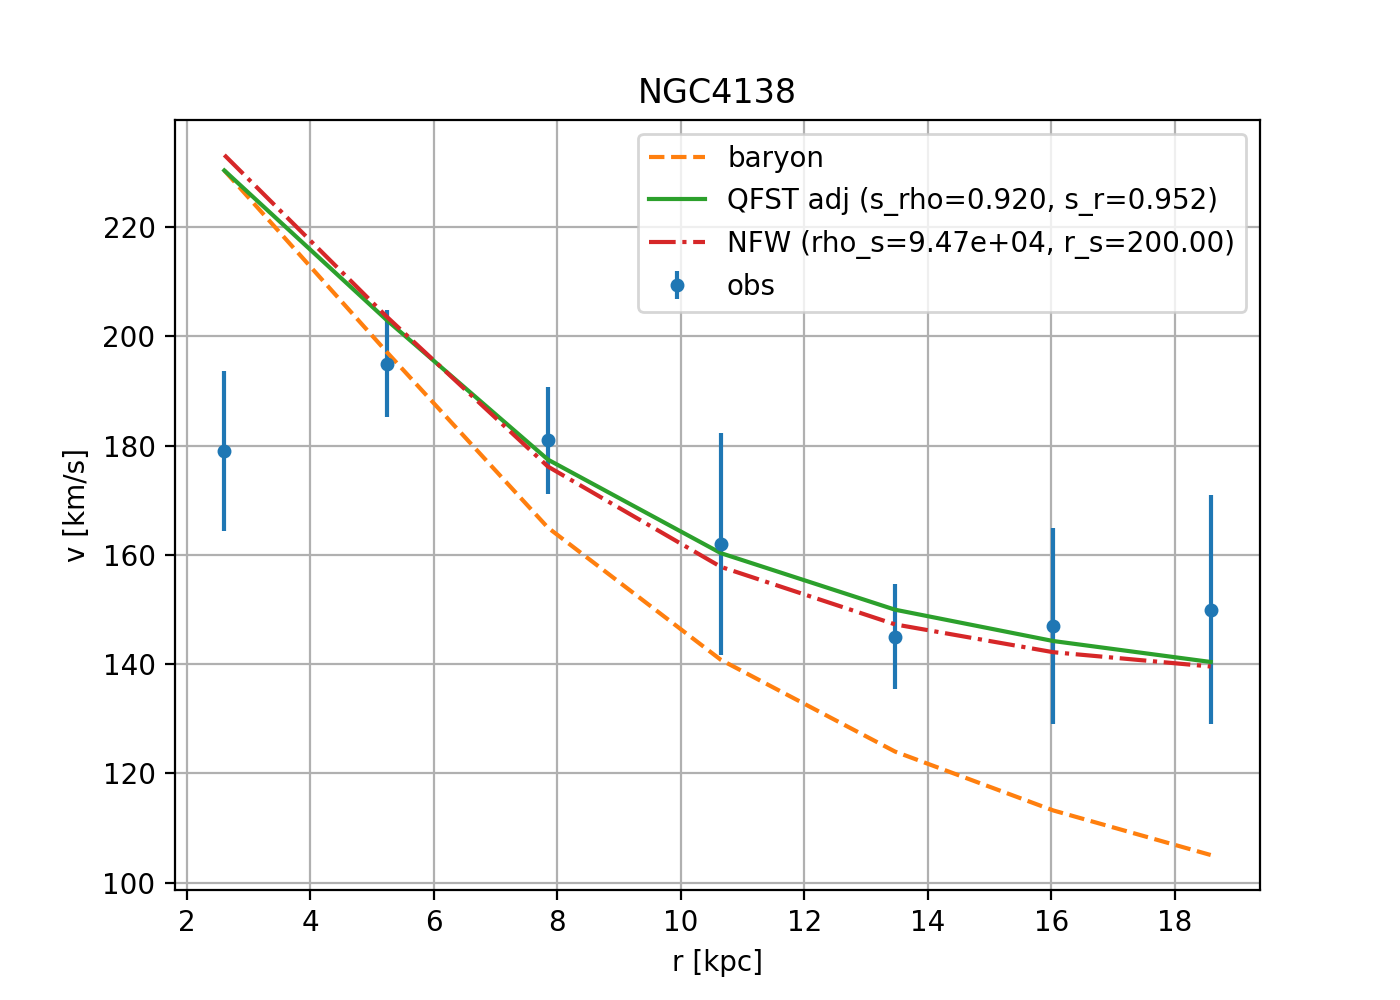 NGC4138
baryon
QFST adj (s_rho=0.920, s_r=0.952)
NFW (rho_s=9.47e+04, r_s=200.00)
obs
v [km/s]
220
200
180
160
140
120
100
2 4 6 8 10 12 14 16 18
r [kpc]